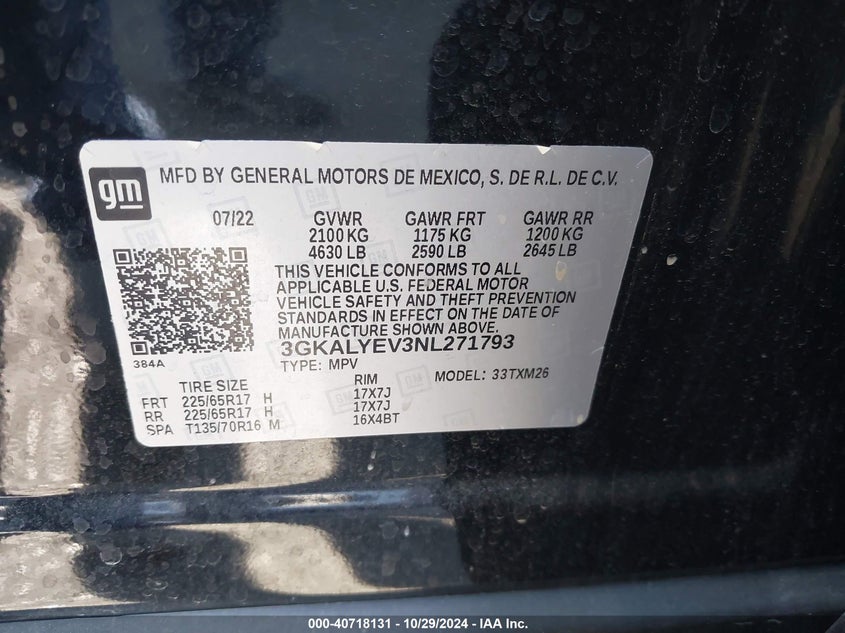 gm
MFD BY GENERAL MOTORS DE MEXICO, S. DE R.L. DE C.V.
07/22 GVWR GAWR FRT GAWR RR
2100 KG 1175 KG 1200 KG
4630 LB 2590 LB 2645 LB
THIS VEHICLE CONFORMS TO ALL
APPLICABLE U.S. FEDERAL MOTOR
VEHICLE SAFETY AND THEFT PREVENTION
STANDARDS IN EFFECT ON THE DATE OF
MANUFACTURE SHOWN ABOVE.
3GKALYEV3NL271793
384A
TYPE: MPV MODEL: 33TXM26
TIRE SIZE RIM
FRT 225/65R17 H 17X7J
RR 225/65R17 H 17X7J
SPA T135/70R16 M 16X4BT
000-40718131 - 10/29/2024 - IAA Inc.